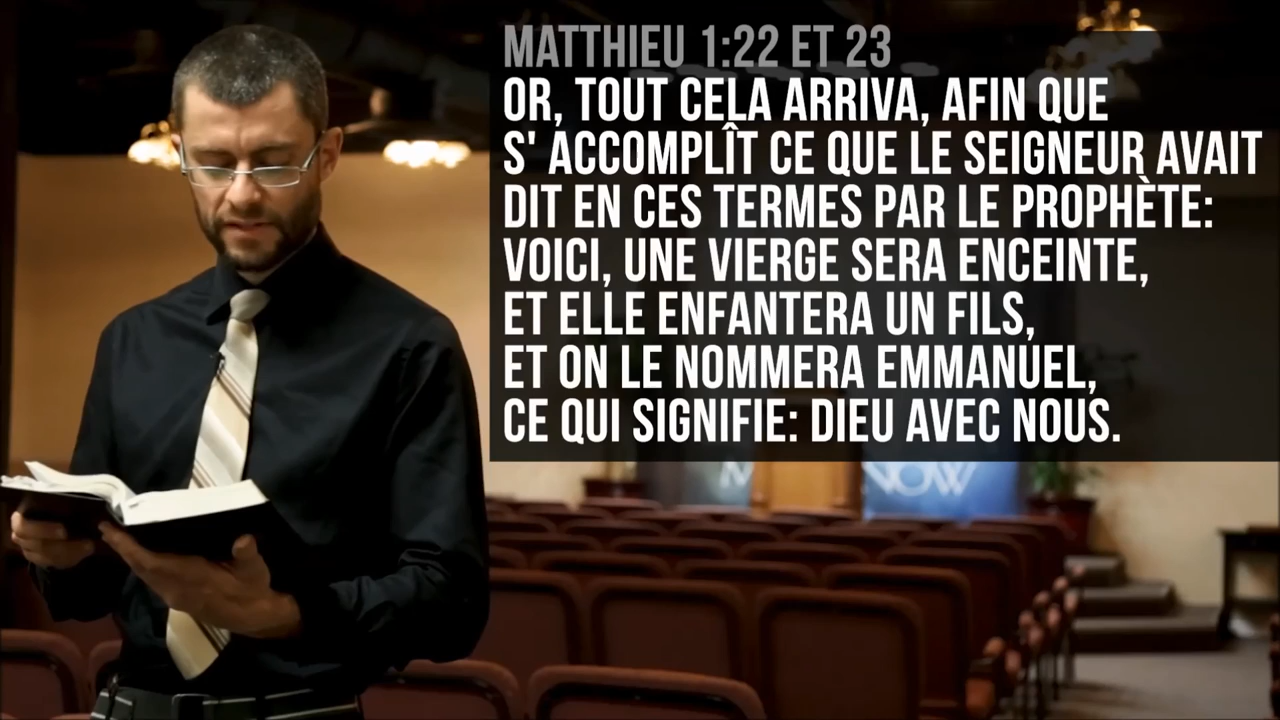 MATTHIEU 1:22 ET 23
OR, TOUT CELA ARRIVA, AFIN QUE
S' ACCOMPLÎT CE QUE LE SEIGNEUR AVAIT
DIT EN CES TERMES PAR LE PROPHÈTE:
VOICI, UNE VIERGE SERA ENCEINTE,
ET ELLE ENFANTERA UN FILS,
ET ON LE NOMMERA EMMANUEL,
CE QUI SIGNIFIE: DIEU AVEC NOUS.
NOW